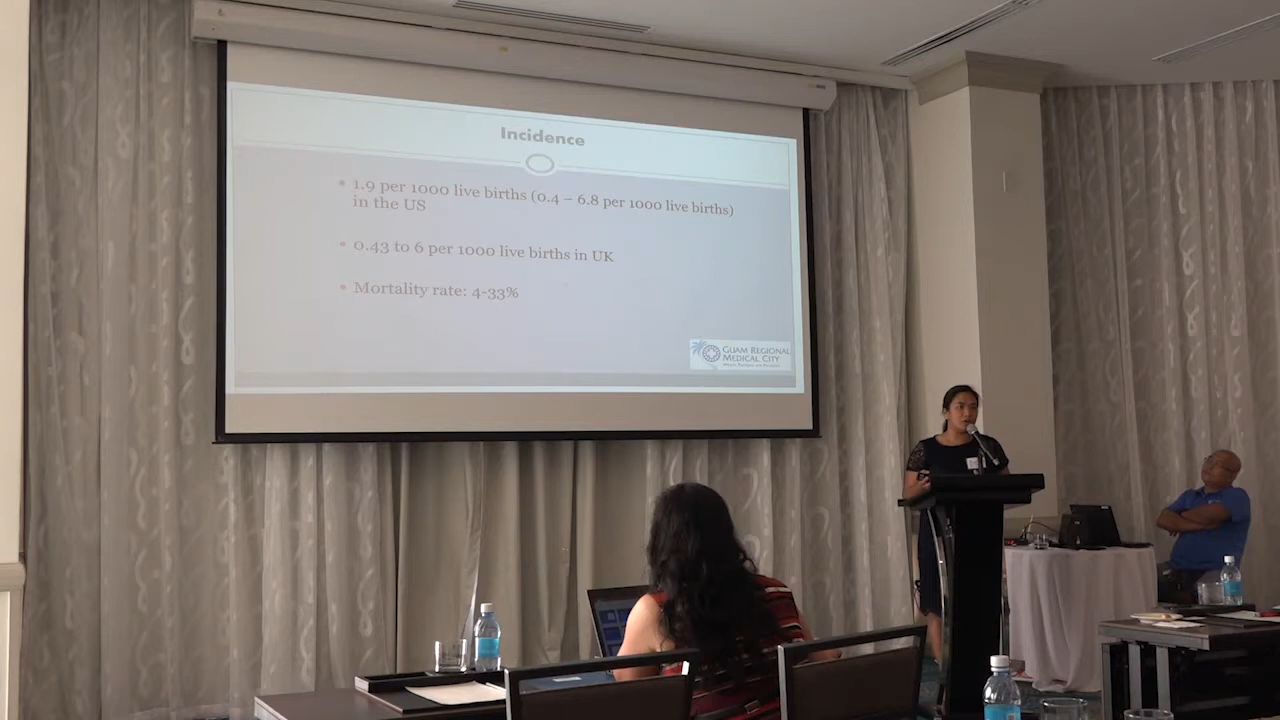 Incidence
• 1.9 per 1000 live births (0.4 – 6.8 per 1000 live births)
in the US
• 0.43 to 6 per 1000 live births in UK
• Mortality rate: 4-33%
GUAM REGIONAL
MEDICAL CITY